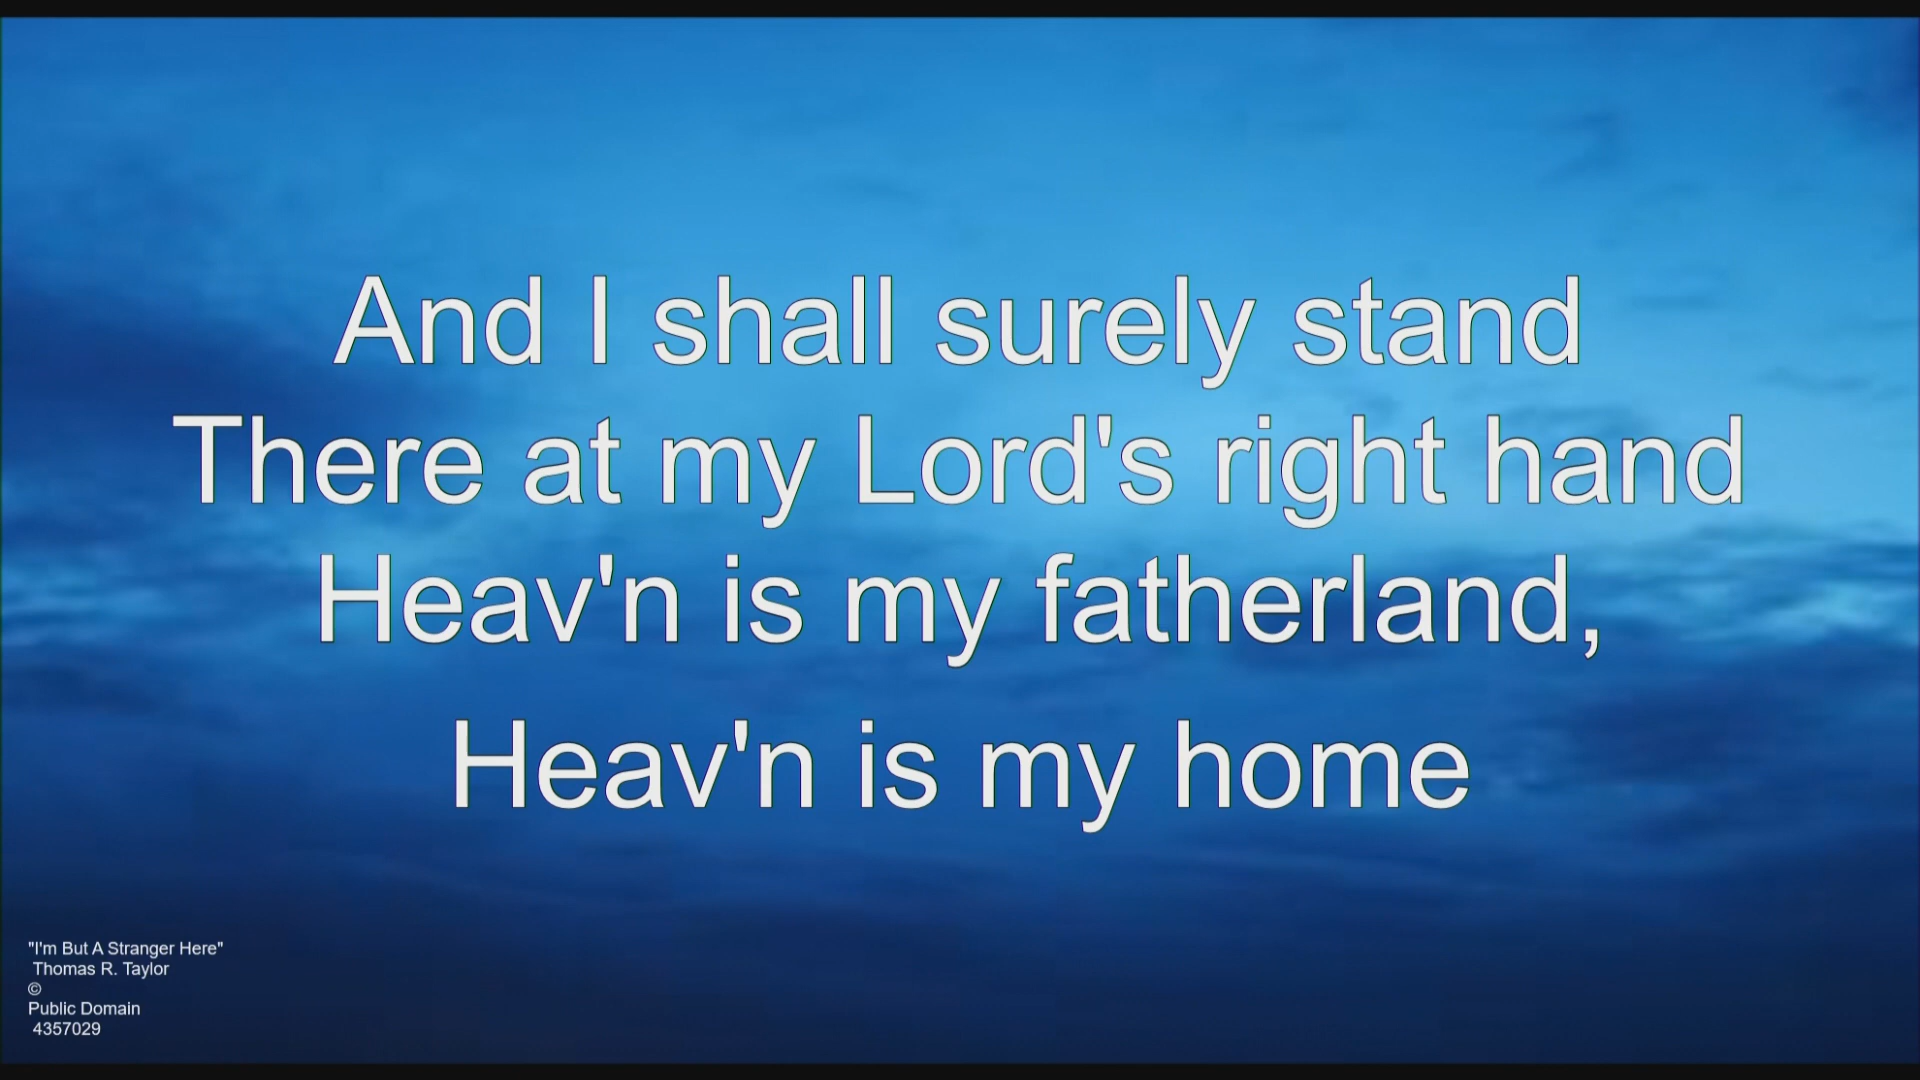 And I shall surely stand
There at my Lord's right hand
Heav'n is my fatherland,
Heav'n is my home
"I'm But A Stranger Here"
Thomas R. Taylor
©
Public Domain
4357029